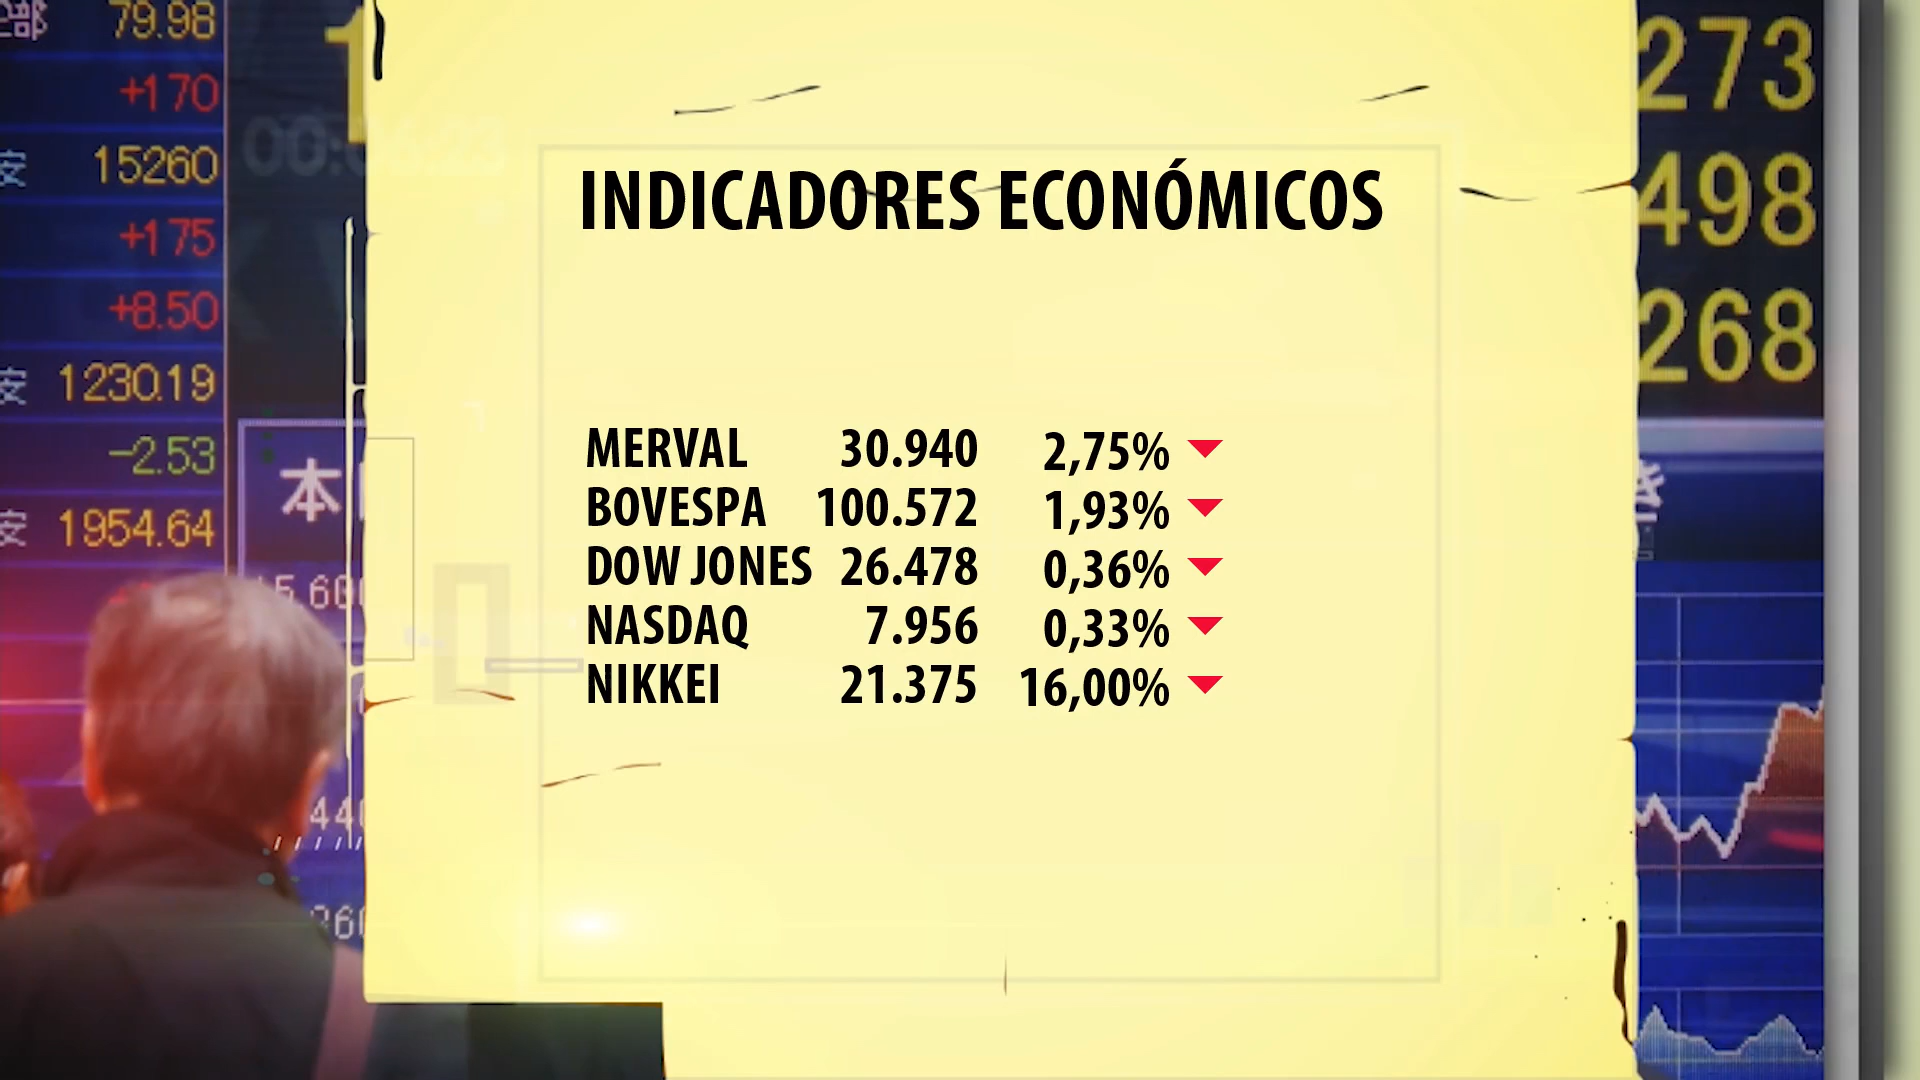 INDICADORES ECONÓMICOS
MERVAL 30.940 2,75%
BOVESPA 100.572 1,93%
DOW JONES 26.478 0,36%
NASDAQ 7.956 0,33%
NIKKEI 21.375 16,00%
79.98
+170
15260
+175
+8.50
1230.19
-2.53
1954.64
本
273
498
268